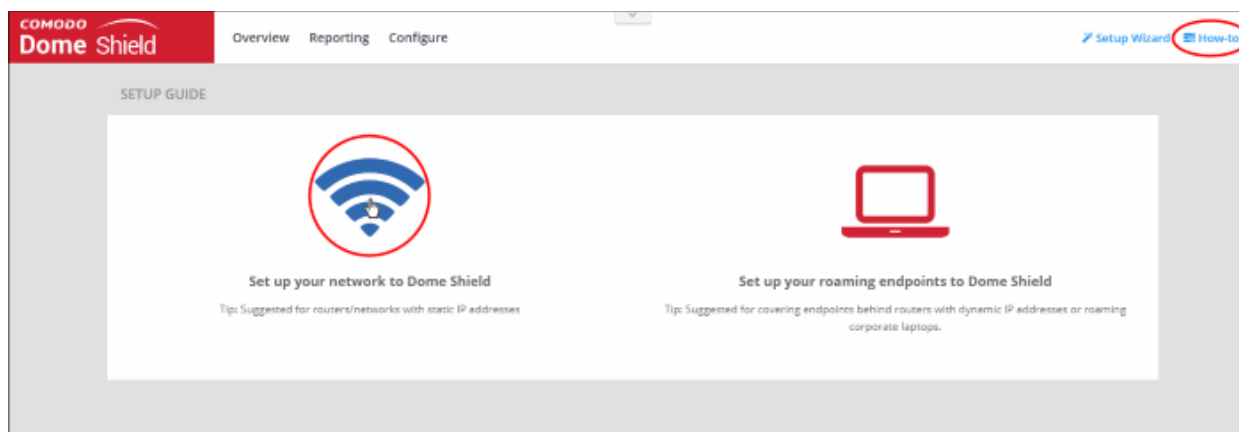 COMODO
Dome Shield
Overview Reporting Configure
Setup Wizard How-to
SETUP GUIDE
Set up your network to Dome Shield
Tip: Suggested for routers/networks with static IP addresses
Set up your roaming endpoints to Dome Shield
Tip: Suggested for covering endpoints behind routers with dynamic IP addresses or roaming
corporate laptops.